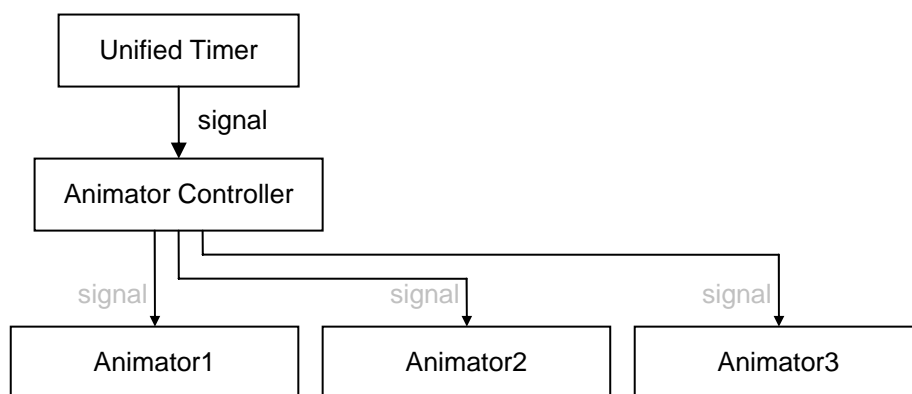 Unified Timer
signal
Animator Controller
signal signal signal
Animator1 Animator2 Animator3